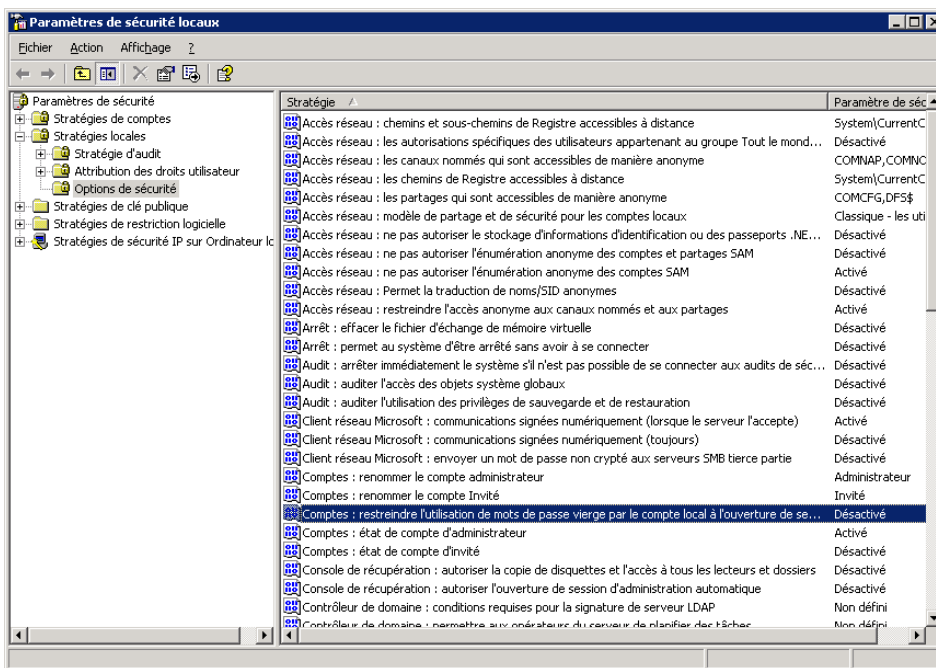 Paramètres de sécurité locaux
Fichier Action Affichage ?
Paramètres de sécurité
Stratégies de comptes
Stratégies locales
Stratégie d'audit
Attribution des droits utilisateur
Options de sécurité
Stratégies de clé publique
Stratégies de restriction logicielle
Stratégies de sécurité IP sur Ordinateur lc
Stratégie Paramètre de séc
Accès réseau : chemins et sous-chemins de Registre accessibles à distance System\CurrentC
Accès réseau : les autorisations spécifiques des utilisateurs appartenant au groupe Tout le mond... Désactivé
Accès réseau : les canaux nommés qui sont accessibles de manière anonyme COMNAP,COMNC
Accès réseau : les chemins de Registre accessibles à distance System\CurrentC
Accès réseau : les partages qui sont accessibles de manière anonyme COMCFG,DFS$
Accès réseau : modèle de partage et de sécurité pour les comptes locaux Classique - les uti
Accès réseau : ne pas autoriser le stockage d'informations d'identification ou des passeports .NE... Désactivé
Accès réseau : ne pas autoriser l'énumération anonyme des comptes et partages SAM Désactivé
Accès réseau : ne pas autoriser l'énumération anonyme des comptes SAM Activé
Accès réseau : Permet la traduction de noms/SID anonymes Désactivé
Accès réseau : restreindre l'accès anonyme aux canaux nommés et aux partages Activé
Arrêt : effacer le fichier d'échange de mémoire virtuelle Désactivé
Arrêt : permet au système d'être arrêté sans avoir à se connecter Désactivé
Audit : arrêter immédiatement le système s'il n'est pas possible de se connecter aux audits de séc... Désactivé
Audit : auditer l'accès des objets système globaux Désactivé
Audit : auditer l'utilisation des privilèges de sauvegarde et de restauration Désactivé
Client réseau Microsoft : communications signées numériquement (lorsque le serveur l'accepte) Activé
Client réseau Microsoft : communications signées numériquement (toujours) Désactivé
Client réseau Microsoft : envoyer un mot de passe non crypté aux serveurs SMB tierce partie Désactivé
Comptes : renommer le compte administrateur Administrateur
Comptes : renommer le compte Invité Invité
Comptes : restreindre l'utilisation de mots de passe vierge par le compte local à l'ouverture de se... Désactivé
Comptes : état de compte d'administrateur Activé
Comptes : état de compte d'invité Désactivé
Console de récupération : autoriser la copie de disquettes et l'accès à tous les lecteurs et dossiers Désactivé
Console de récupération : autoriser l'ouverture de session d'administration automatique Désactivé
Contrôleur de domaine : conditions requises pour la signature de serveur LDAP Non défini
Contrôleur de domaine : permettre aux opérateurs du serveur de planifier des tâches Non défini